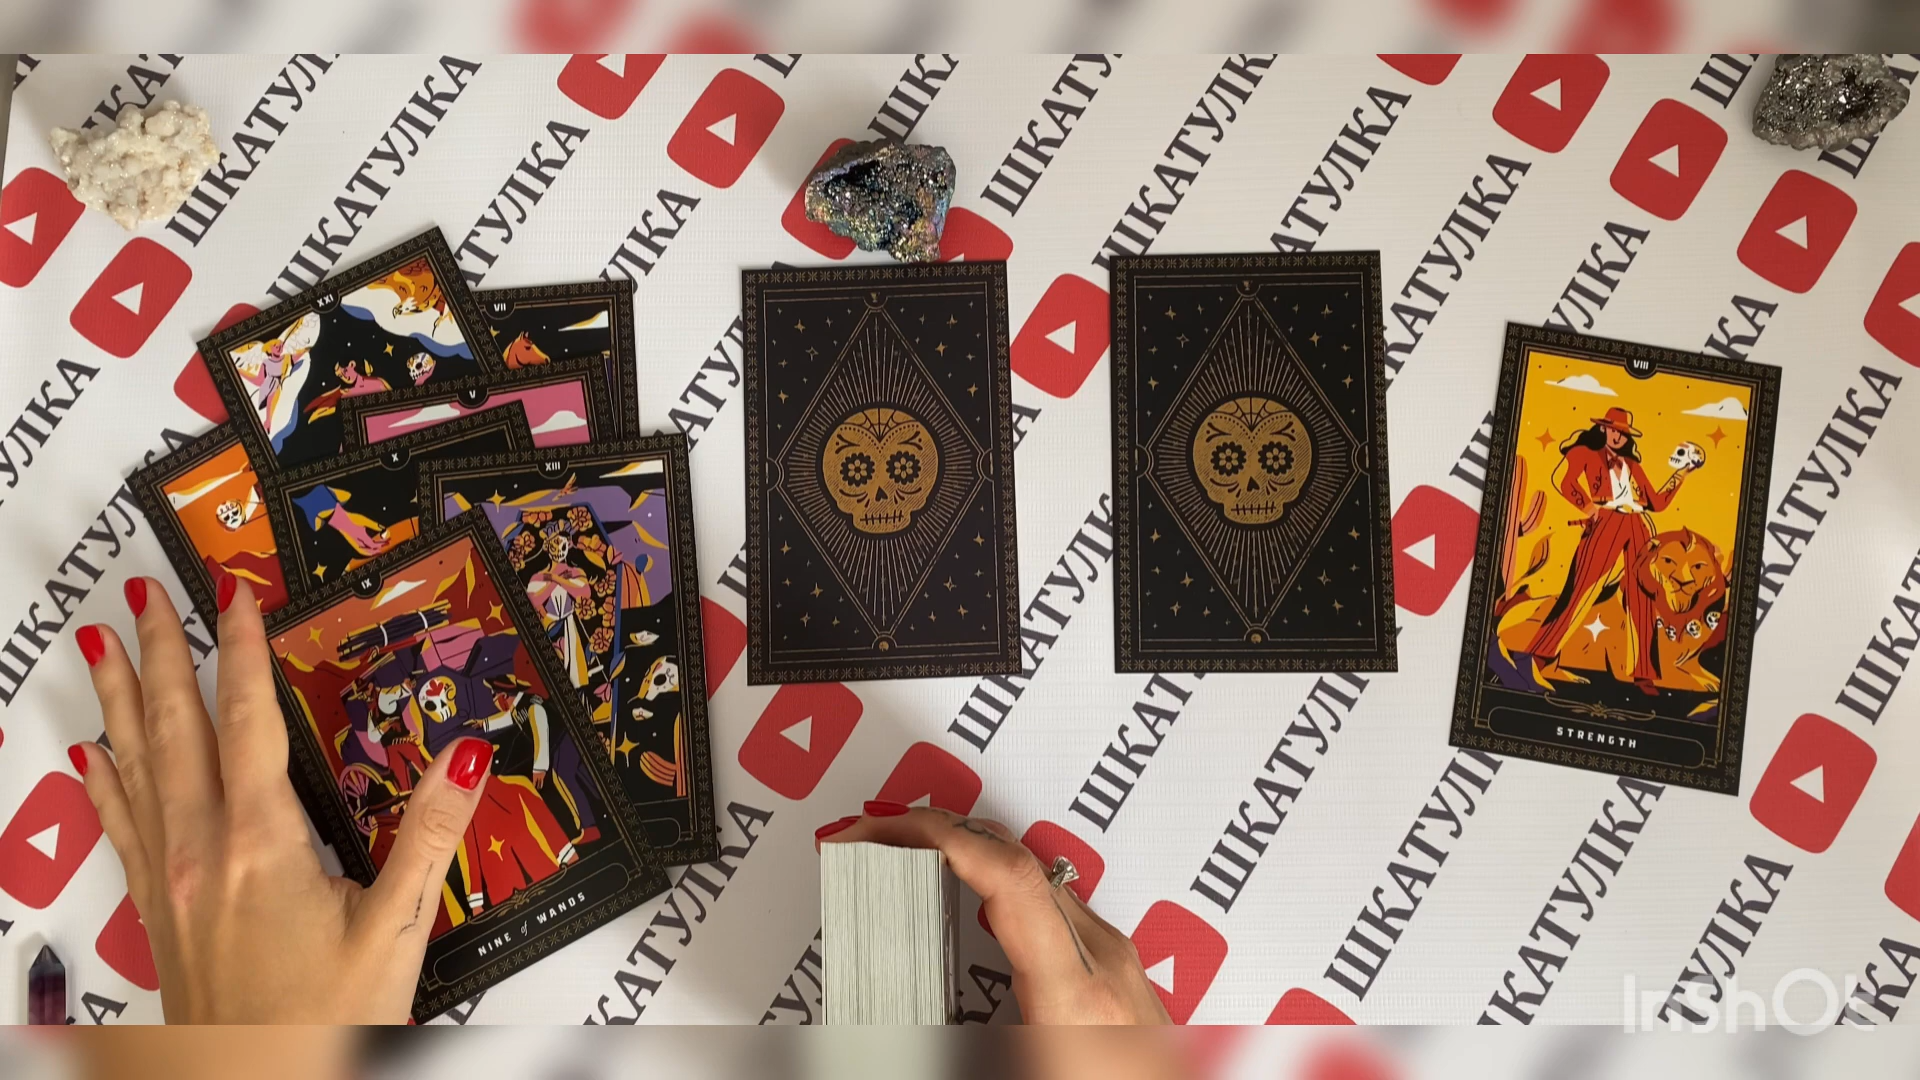 ШКАТУЛКА
XXI
VII
V
X
XIII
IX
NINE of WANDS
VIII
STRENGTH
InShOt